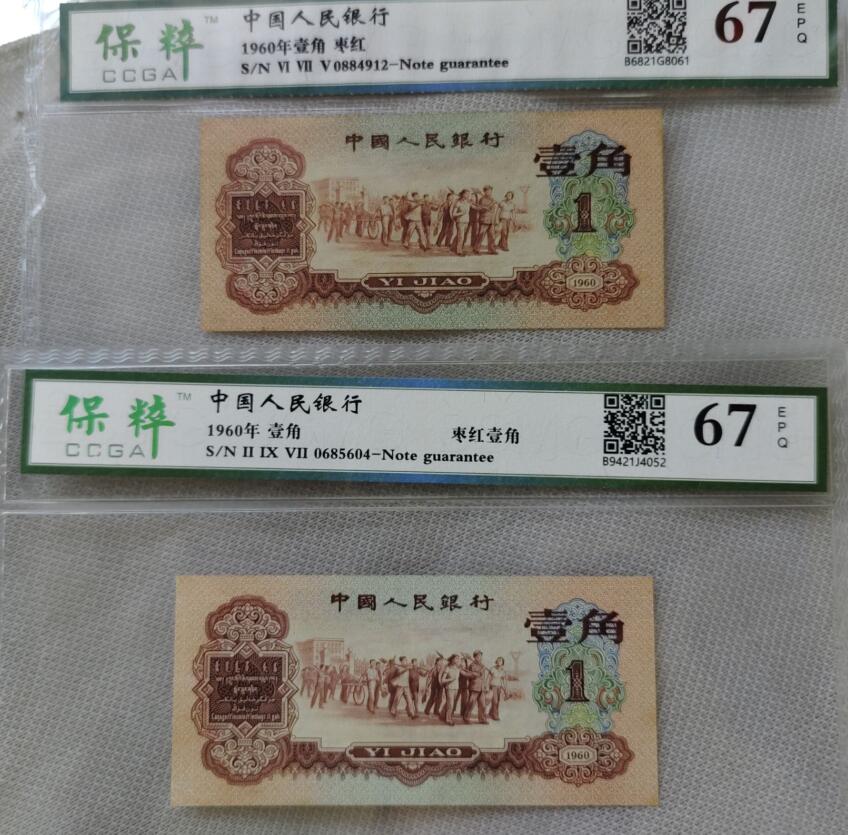 保粹 TM
CCGA
中国人民银行
1960年壹角 枣红
S/N VI VII V 0884912-Note guarantee
B6821G8061
67
EPQ
中國人民銀行
壹角
1
YI JIAO
1960
保粹 TM
CCGA
中国人民银行
1960年 壹角
枣红壹角
S/N II IX VII 0685604-Note guarantee
B9421J4052
67
EPQ
中國人民銀行
壹角
1
YI JIAO
1960